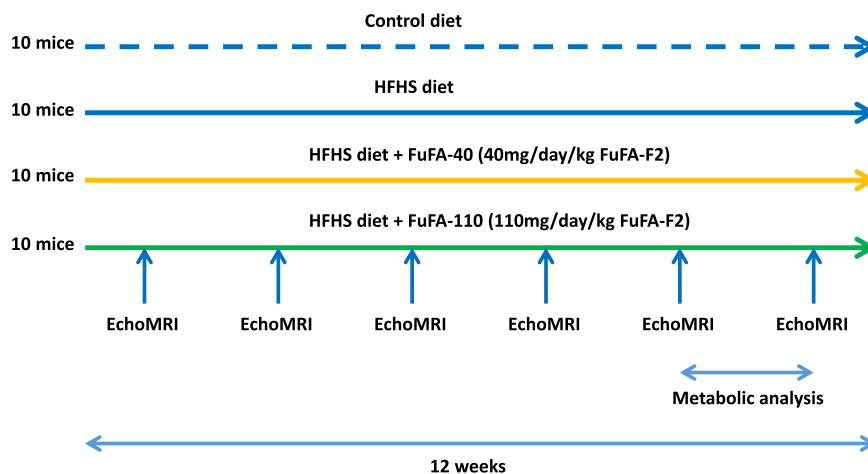 Control diet
10 mice
HFHS diet
10 mice
HFHS diet + FuFA-40 (40mg/day/kg FuFA-F2)
10 mice
HFHS diet + FuFA-110 (110mg/day/kg FuFA-F2)
10 mice
EchoMRI EchoMRI EchoMRI EchoMRI EchoMRI EchoMRI
Metabolic analysis
12 weeks